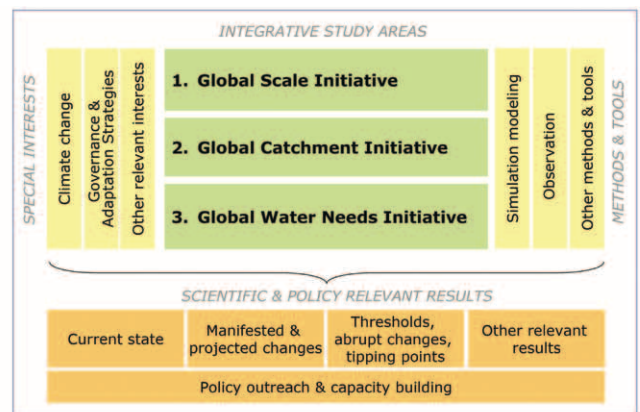 INTEGRATIVE STUDY AREAS
SPECIAL INTERESTS
Climate change
Governance &
Adaptation Strategies
Other relevant interests
1. Global Scale Initiative
2. Global Catchment Initiative
3. Global Water Needs Initiative
Simulation modeling
Observation
Other methods & tools
METHODS & TOOLS
SCIENTIFIC & POLICY RELEVANT RESULTS
Current state
Manifested &
projected changes
Thresholds,
abrupt changes,
tipping points
Other relevant
results
Policy outreach & capacity building